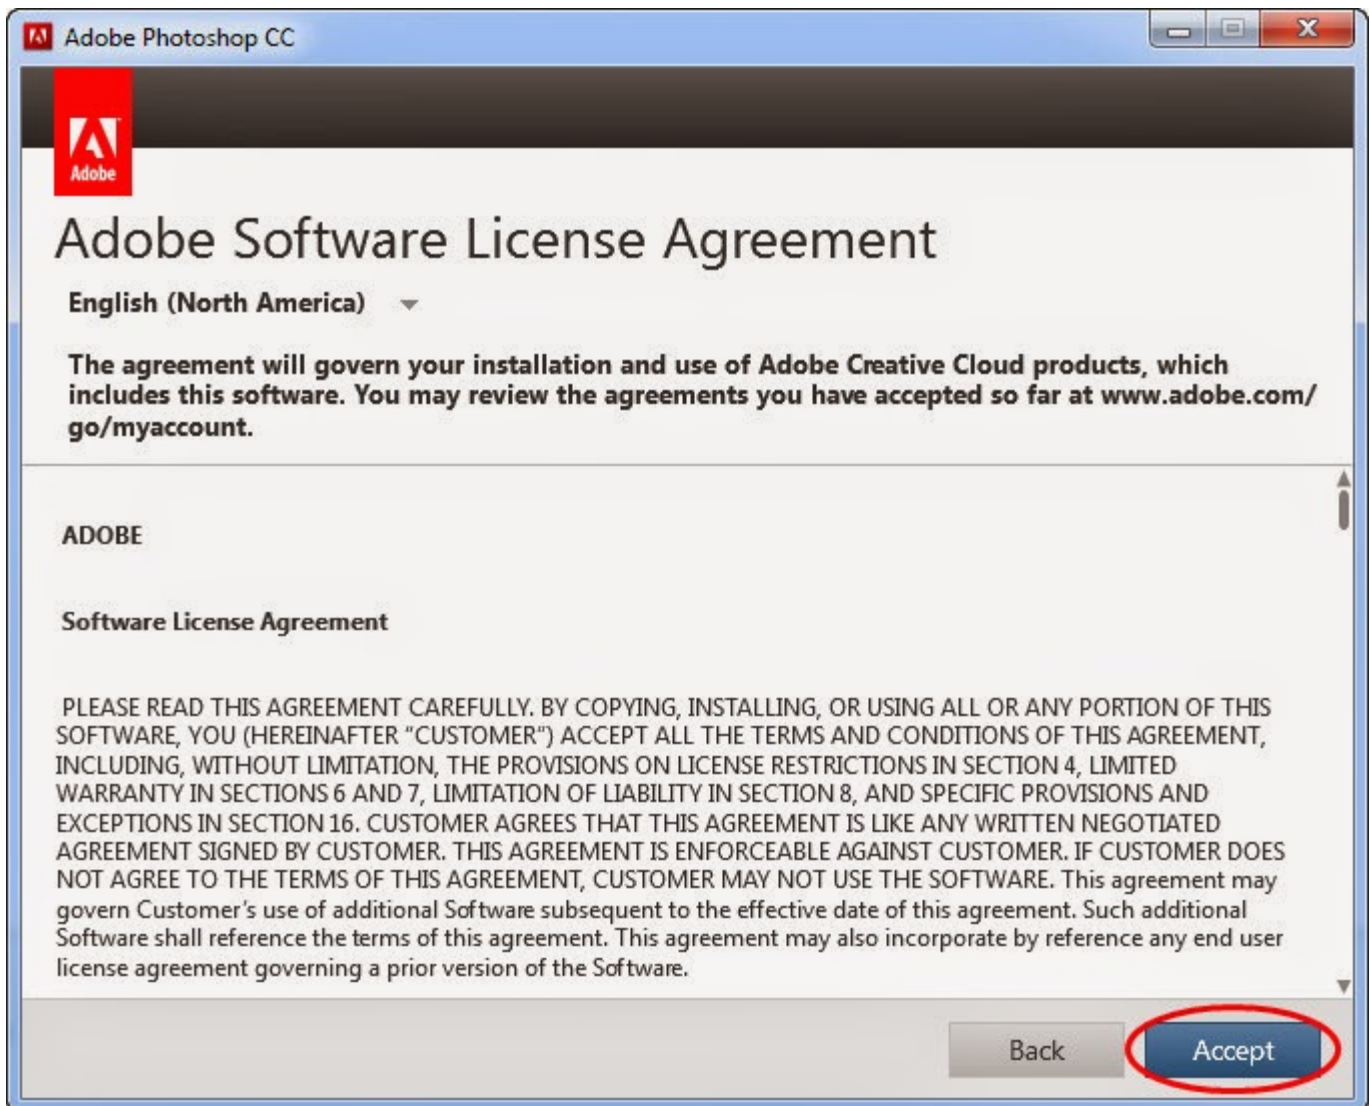 Adobe Photoshop CC
Adobe
Adobe Software License Agreement
English (North America)
The agreement will govern your installation and use of Adobe Creative Cloud products, which
includes this software. You may review the agreements you have accepted so far at www.adobe.com/
go/myaccount.
ADOBE
Software License Agreement
PLEASE READ THIS AGREEMENT CAREFULLY. BY COPYING, INSTALLING, OR USING ALL OR ANY PORTION OF THIS
SOFTWARE, YOU (HEREINAFTER “CUSTOMER”) ACCEPT ALL THE TERMS AND CONDITIONS OF THIS AGREEMENT,
INCLUDING, WITHOUT LIMITATION, THE PROVISIONS ON LICENSE RESTRICTIONS IN SECTION 4, LIMITED
WARRANTY IN SECTIONS 6 AND 7, LIMITATION OF LIABILITY IN SECTION 8, AND SPECIFIC PROVISIONS AND
EXCEPTIONS IN SECTION 16. CUSTOMER AGREES THAT THIS AGREEMENT IS LIKE ANY WRITTEN NEGOTIATED
AGREEMENT SIGNED BY CUSTOMER. THIS AGREEMENT IS ENFORCEABLE AGAINST CUSTOMER. IF CUSTOMER DOES
NOT AGREE TO THE TERMS OF THIS AGREEMENT, CUSTOMER MAY NOT USE THE SOFTWARE. This agreement may
govern Customer’s use of additional Software subsequent to the effective date of this agreement. Such additional
Software shall reference the terms of this agreement. This agreement may also incorporate by reference any end user
license agreement governing a prior version of the Software.
Back
Accept